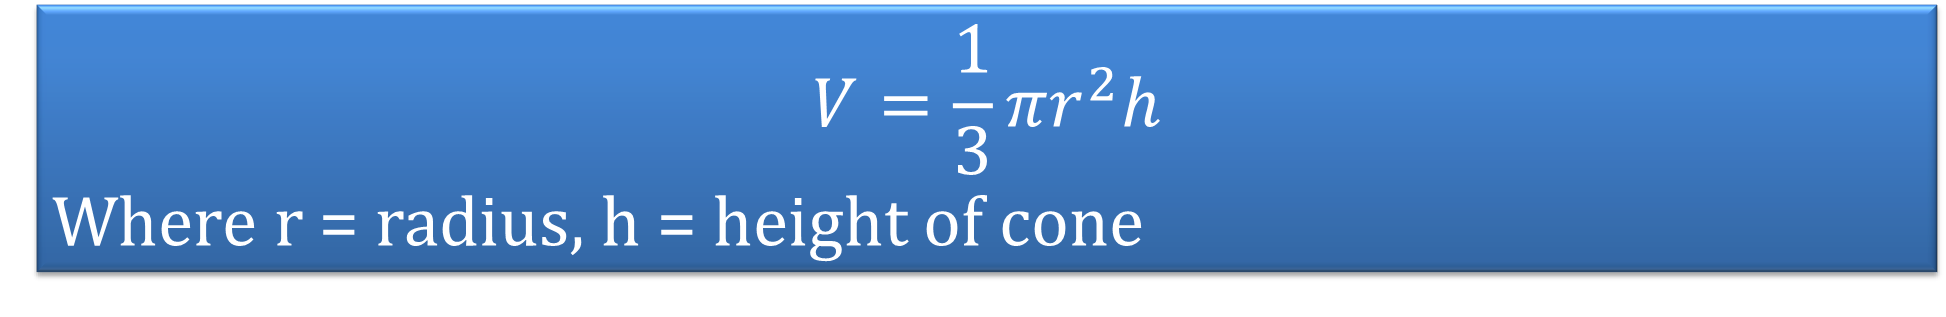 V = 1/3 πr²h
Where r = radius, h = height of cone